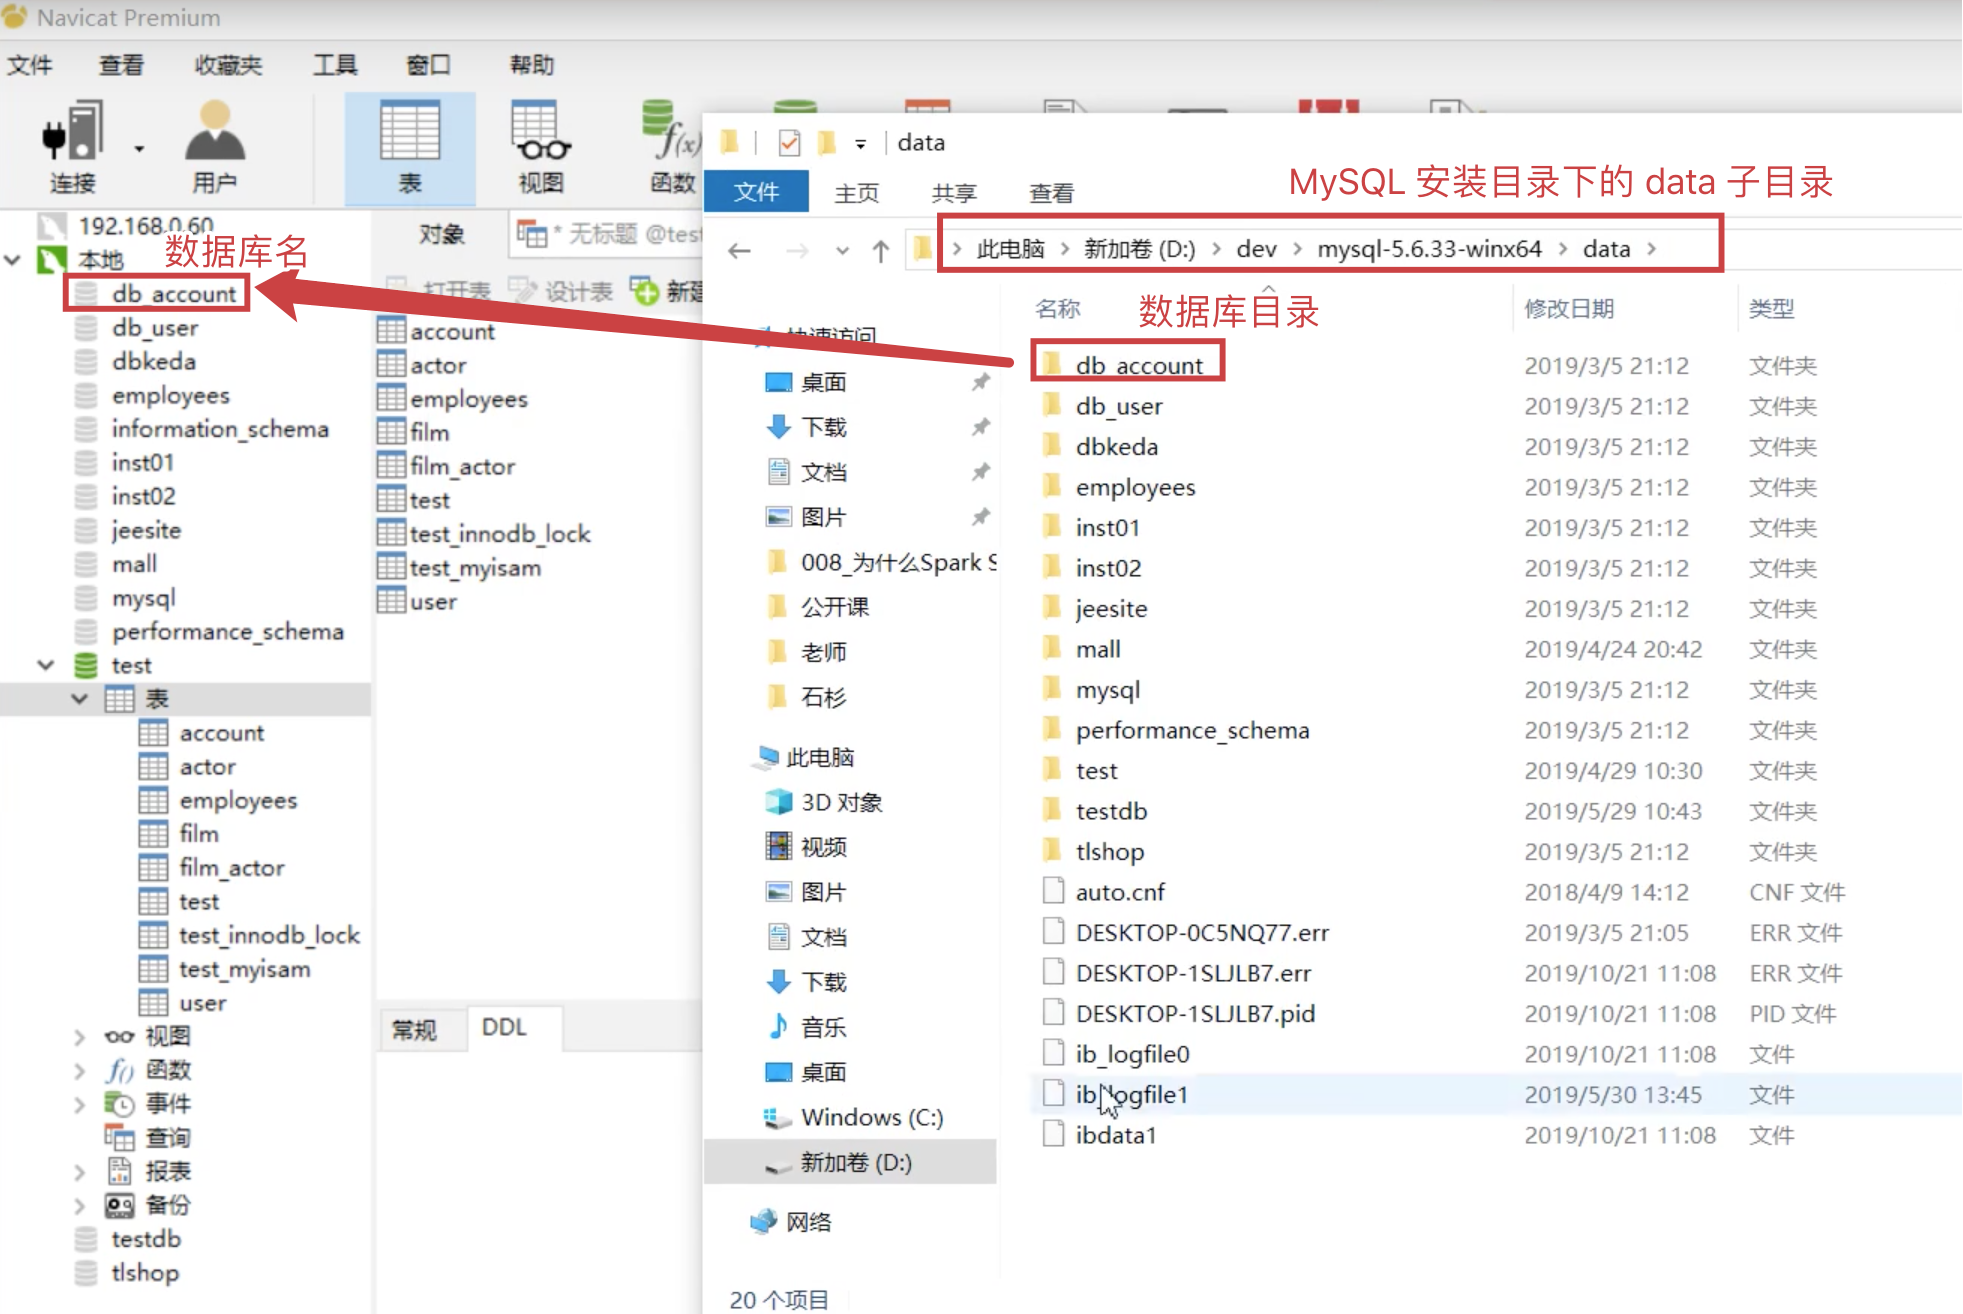 Navicat Premium
文件 查看 收藏夹 工具 窗口 帮助
连接 用户 表 视图 函数
f(x)
192.168.0.60
本地
数据库名
db_account
db_user
dbkeda
employees
information_schema
inst01
inst02
jeesite
mall
mysql
performance_schema
test
表
account
actor
employees
film
film_actor
test
test_innodb_lock
test_myisam
user
视图
函数
事件
查询
报表
备份
testdb
tlshop
对象 * 无标题 @test
打开表 设计表 新建
account
actor
employees
film
film_actor
test
test_innodb_lock
test_myisam
user
常规 DDL
data
文件 主页 共享 查看
MySQL 安装目录下的 data 子目录
此电脑 > 新加卷 (D:) > dev > mysql-5.6.33-winx64 > data >
快速访问
桌面
下载
文档
图片
008_为什么Spark S
公开课
老师
石杉
此电脑
3D 对象
视频
图片
文档
下载
音乐
桌面
Windows (C:)
新加卷 (D:)
网络
名称 修改日期 类型
数据库目录
db_account 2019/3/5 21:12 文件夹
db_user 2019/3/5 21:12 文件夹
dbkeda 2019/3/5 21:12 文件夹
employees 2019/3/5 21:12 文件夹
inst01 2019/3/5 21:12 文件夹
inst02 2019/3/5 21:12 文件夹
jeesite 2019/3/5 21:12 文件夹
mall 2019/4/24 20:42 文件夹
mysql 2019/3/5 21:12 文件夹
performance_schema 2019/3/5 21:12 文件夹
test 2019/4/29 10:30 文件夹
testdb 2019/5/29 10:43 文件夹
tlshop 2019/3/5 21:12 文件夹
auto.cnf 2018/4/9 14:12 CNF 文件
DESKTOP-0C5NQ77.err 2019/3/5 21:05 ERR 文件
DESKTOP-1SLJLB7.err 2019/10/21 11:08 ERR 文件
DESKTOP-1SLJLB7.pid 2019/10/21 11:08 PID 文件
ib_logfile0 2019/10/21 11:08 文件
ib_logfile1 2019/5/30 13:45 文件
ibdata1 2019/10/21 11:08 文件
20 个项目